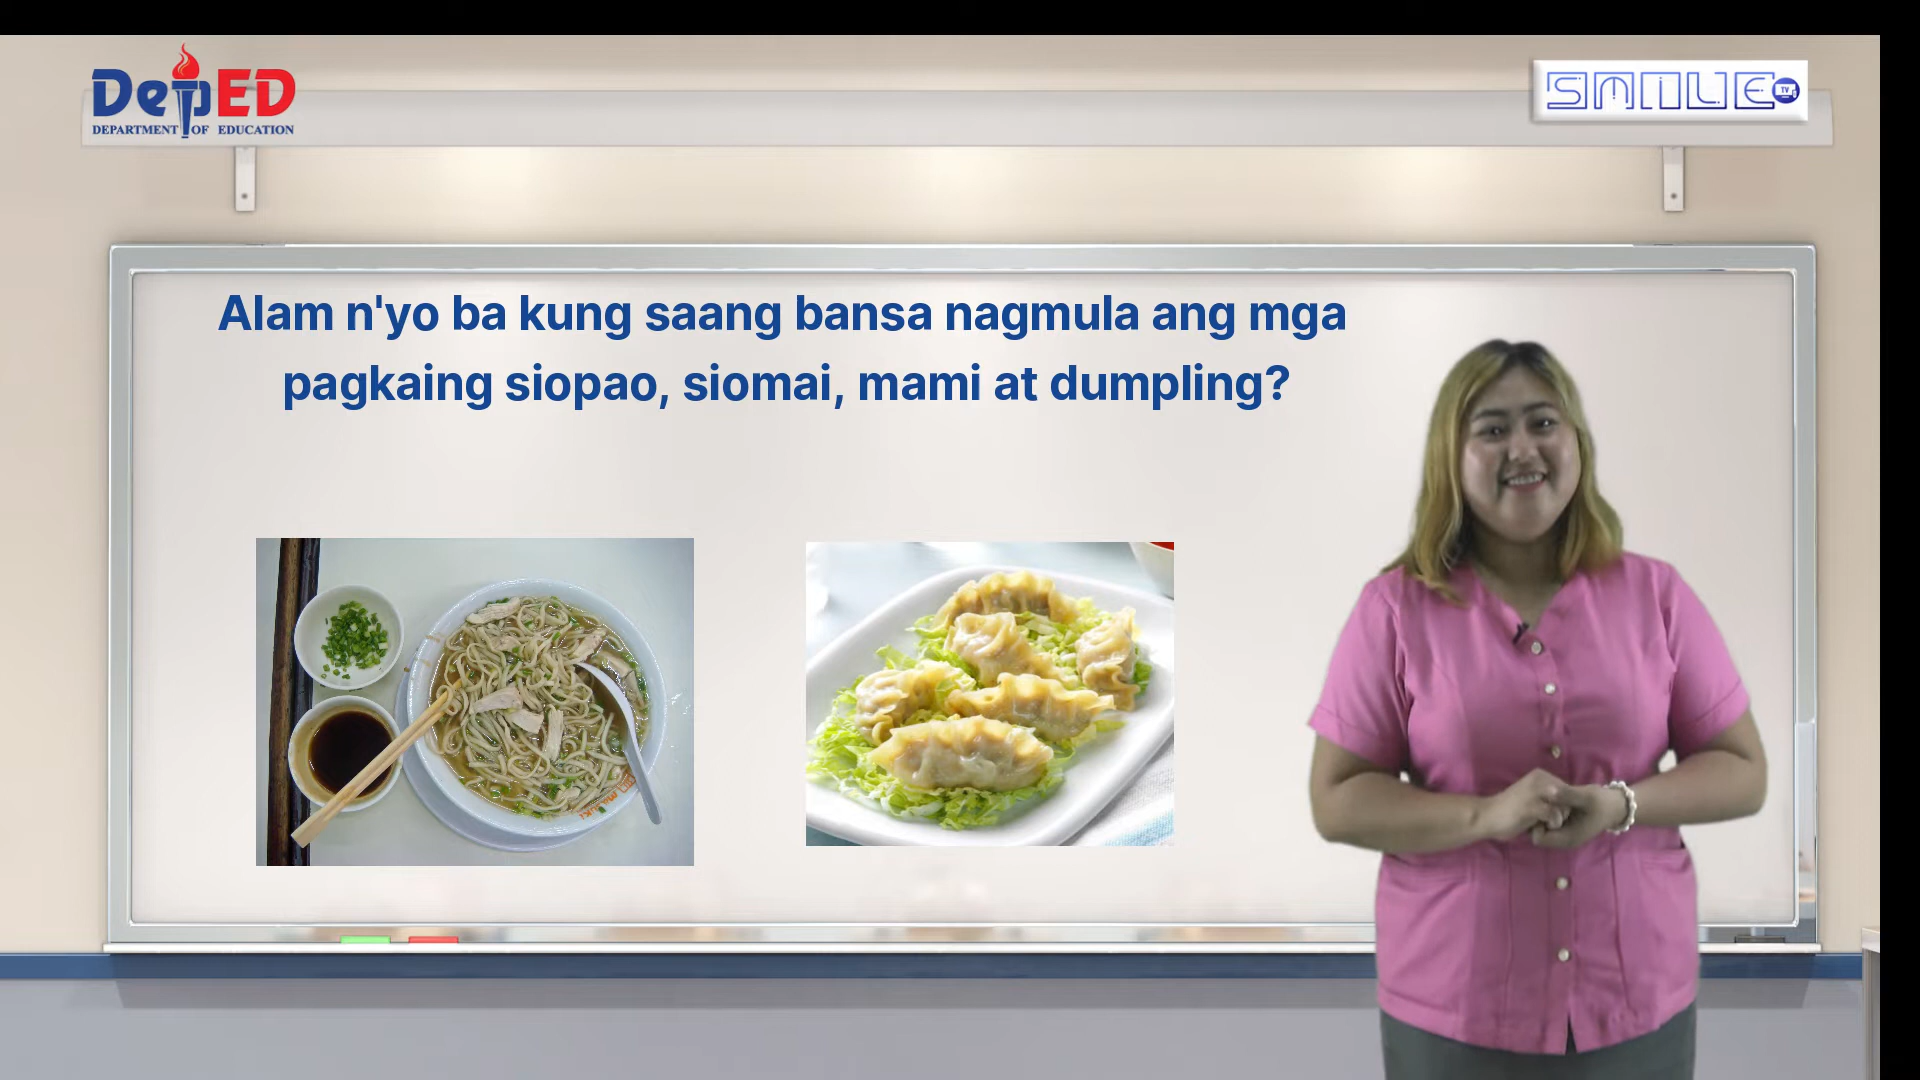 DepED
DEPARTMENT OF EDUCATION
SMILE TV
Alam n'yo ba kung saang bansa nagmula ang mga
pagkaing siopao, siomai, mami at dumpling?